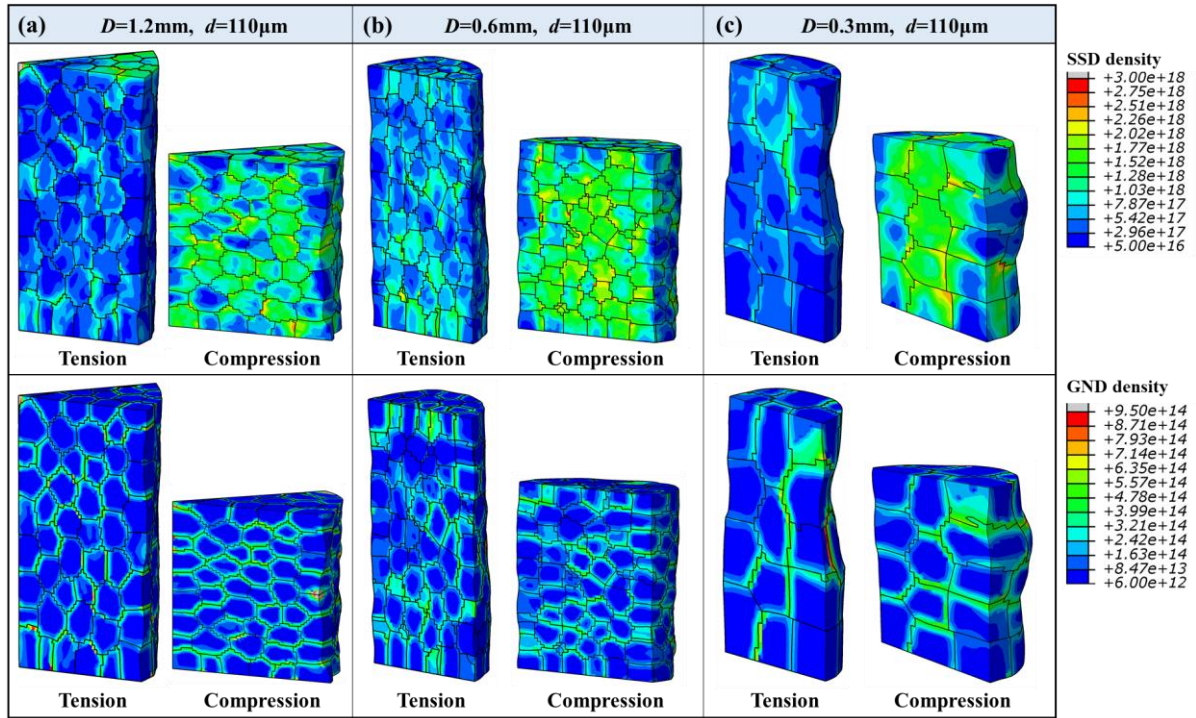 (a) D=1.2mm, d=110μm
(b) D=0.6mm, d=110μm
(c) D=0.3mm, d=110μm
SSD density
+3.00e+18
+2.75e+18
+2.51e+18
+2.26e+18
+2.02e+18
+1.77e+18
+1.52e+18
+1.28e+18
+1.03e+18
+7.87e+17
+5.42e+17
+2.96e+17
+5.00e+16
Tension Compression
Tension Compression
Tension Compression
GND density
+9.50e+14
+8.71e+14
+7.93e+14
+7.14e+14
+6.35e+14
+5.57e+14
+4.78e+14
+3.99e+14
+3.21e+14
+2.42e+14
+1.63e+14
+8.47e+13
+6.00e+12
Tension Compression
Tension Compression
Tension Compression